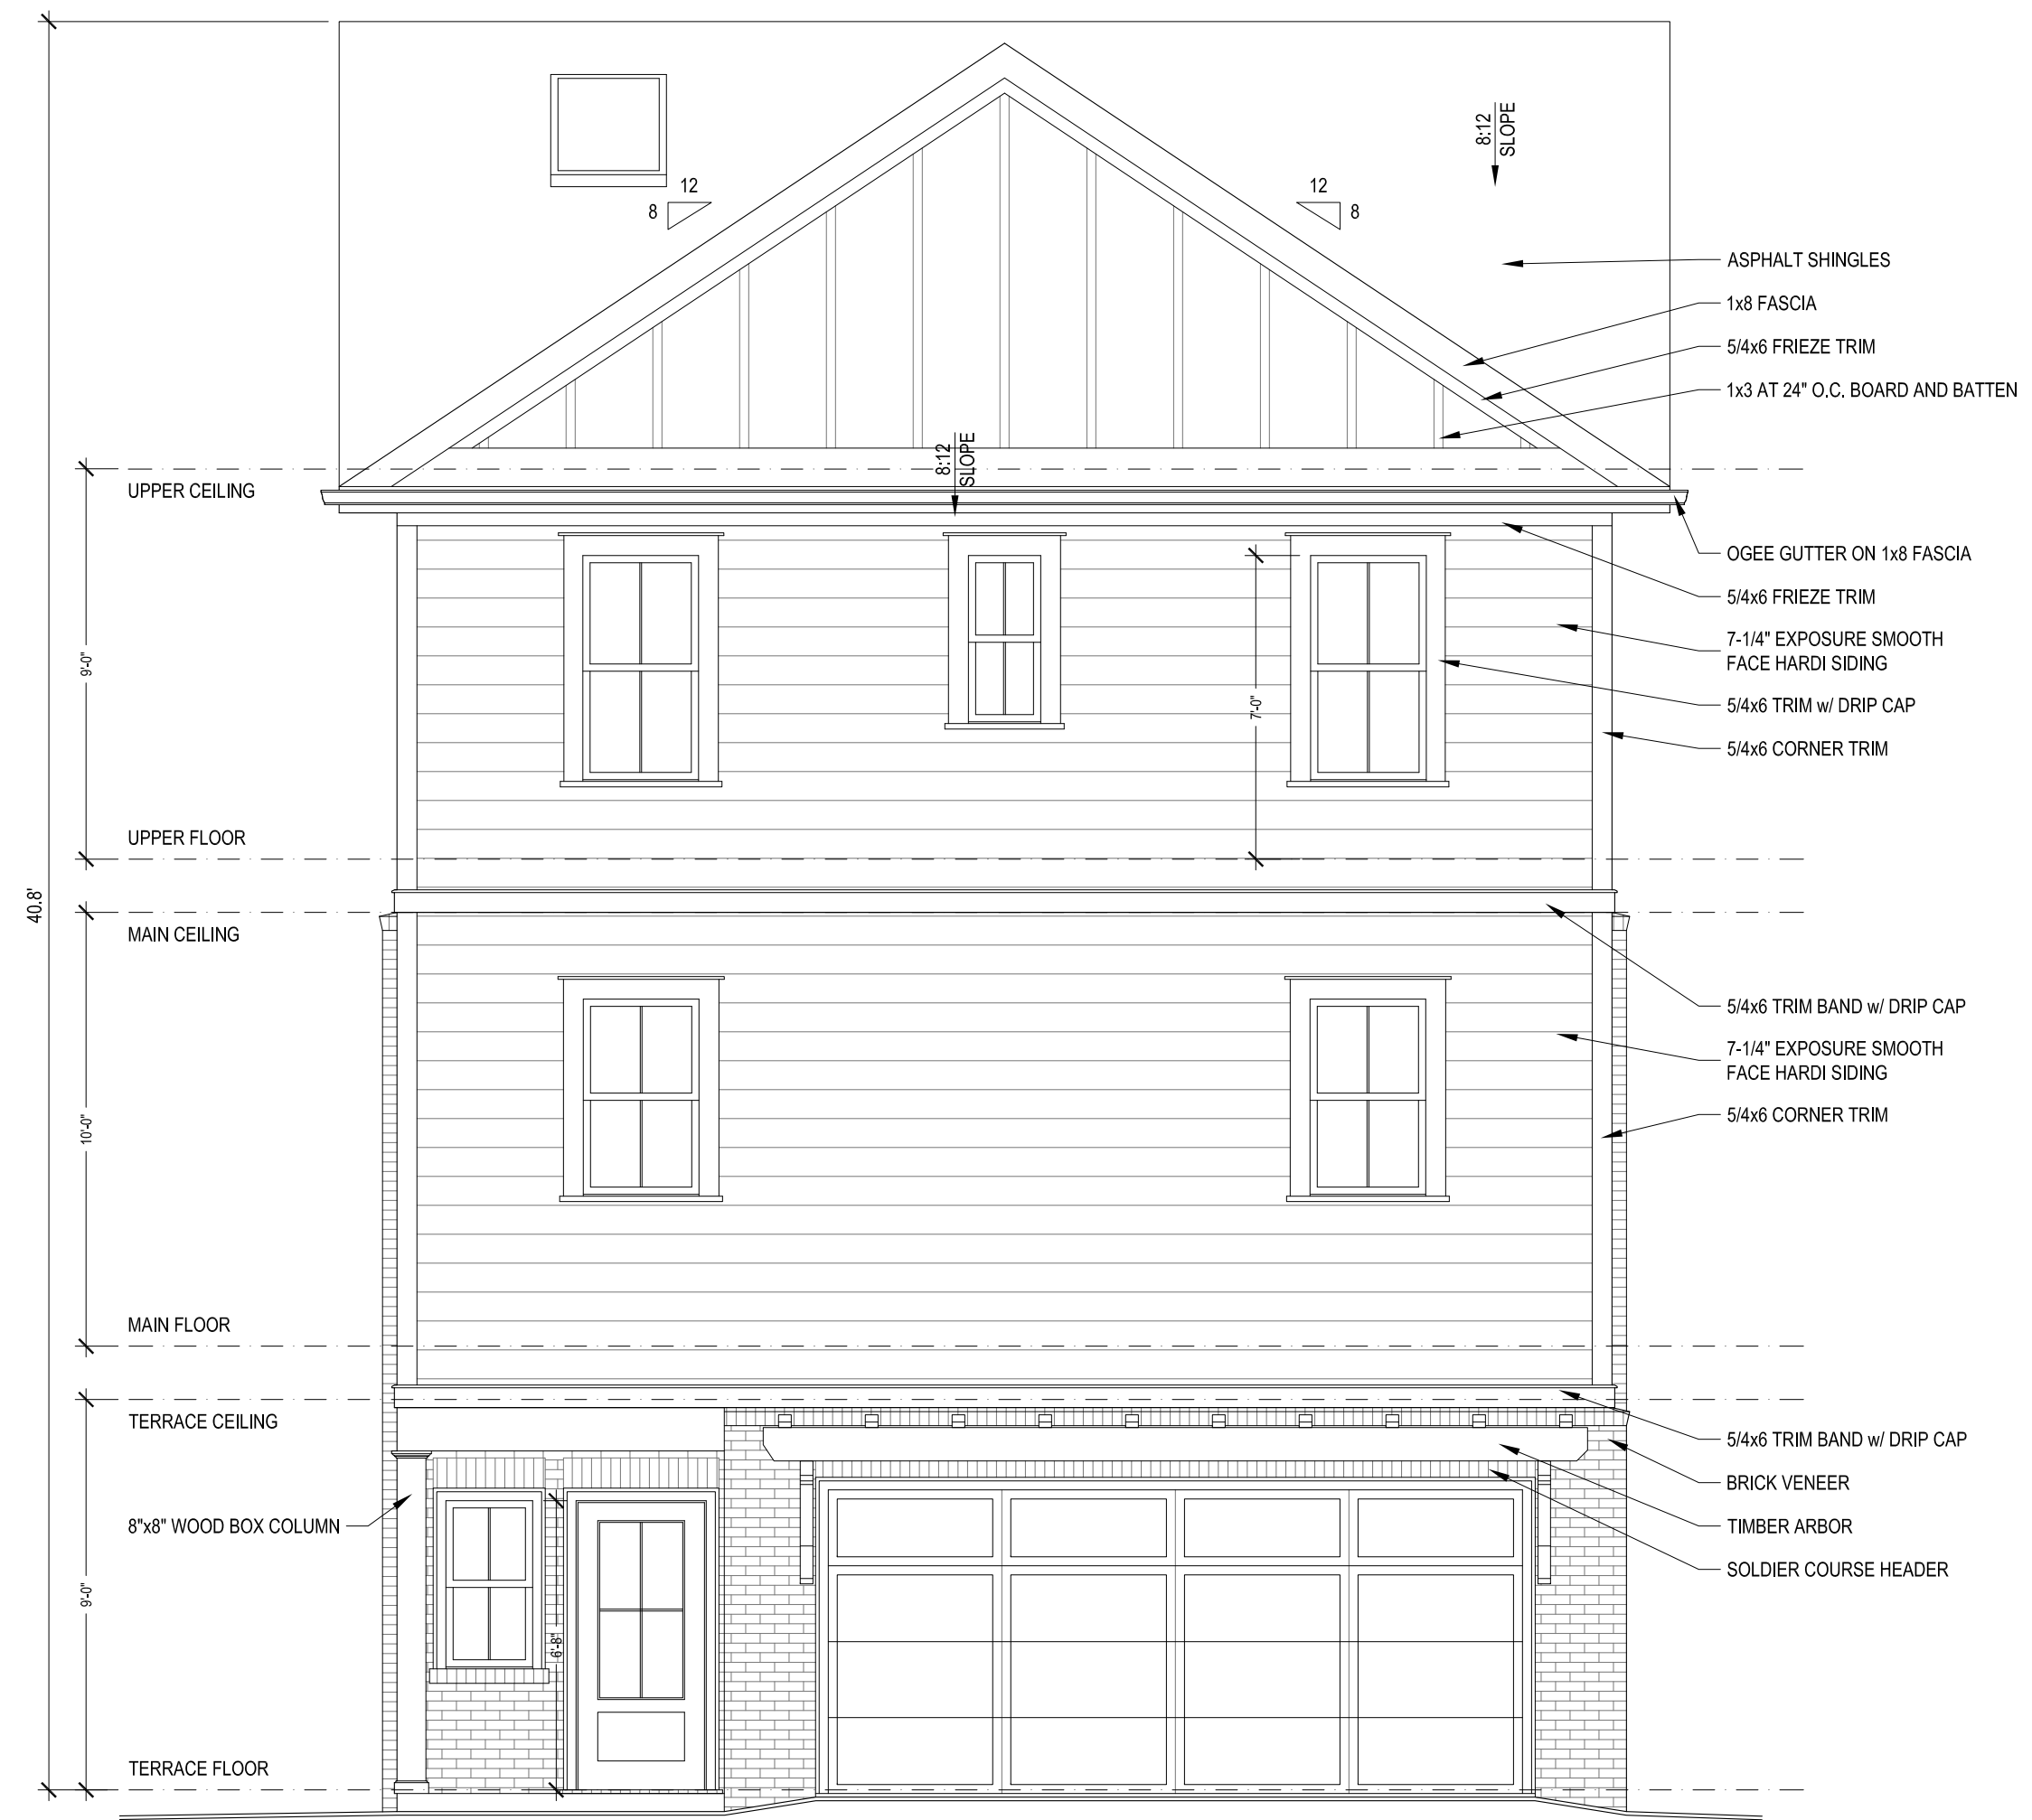 8:12
SLOPE
12
8
12
8
ASPHALT SHINGLES
1x8 FASCIA
5/4x6 FRIEZE TRIM
1x3 AT 24" O.C. BOARD AND BATTEN
8:12
SLOPE
UPPER CEILING
OGEE GUTTER ON 1x8 FASCIA
5/4x6 FRIEZE TRIM
7-1/4" EXPOSURE SMOOTH
FACE HARDI SIDING
9'-0"
7'-0"
5/4x6 TRIM w/ DRIP CAP
5/4x6 CORNER TRIM
UPPER FLOOR
40.8'
MAIN CEILING
5/4x6 TRIM BAND w/ DRIP CAP
7-1/4" EXPOSURE SMOOTH
FACE HARDI SIDING
10'-0"
5/4x6 CORNER TRIM
MAIN FLOOR
TERRACE CEILING
5/4x6 TRIM BAND w/ DRIP CAP
BRICK VENEER
8"x8" WOOD BOX COLUMN
TIMBER ARBOR
SOLDIER COURSE HEADER
9'-0"
6'-8"
TERRACE FLOOR